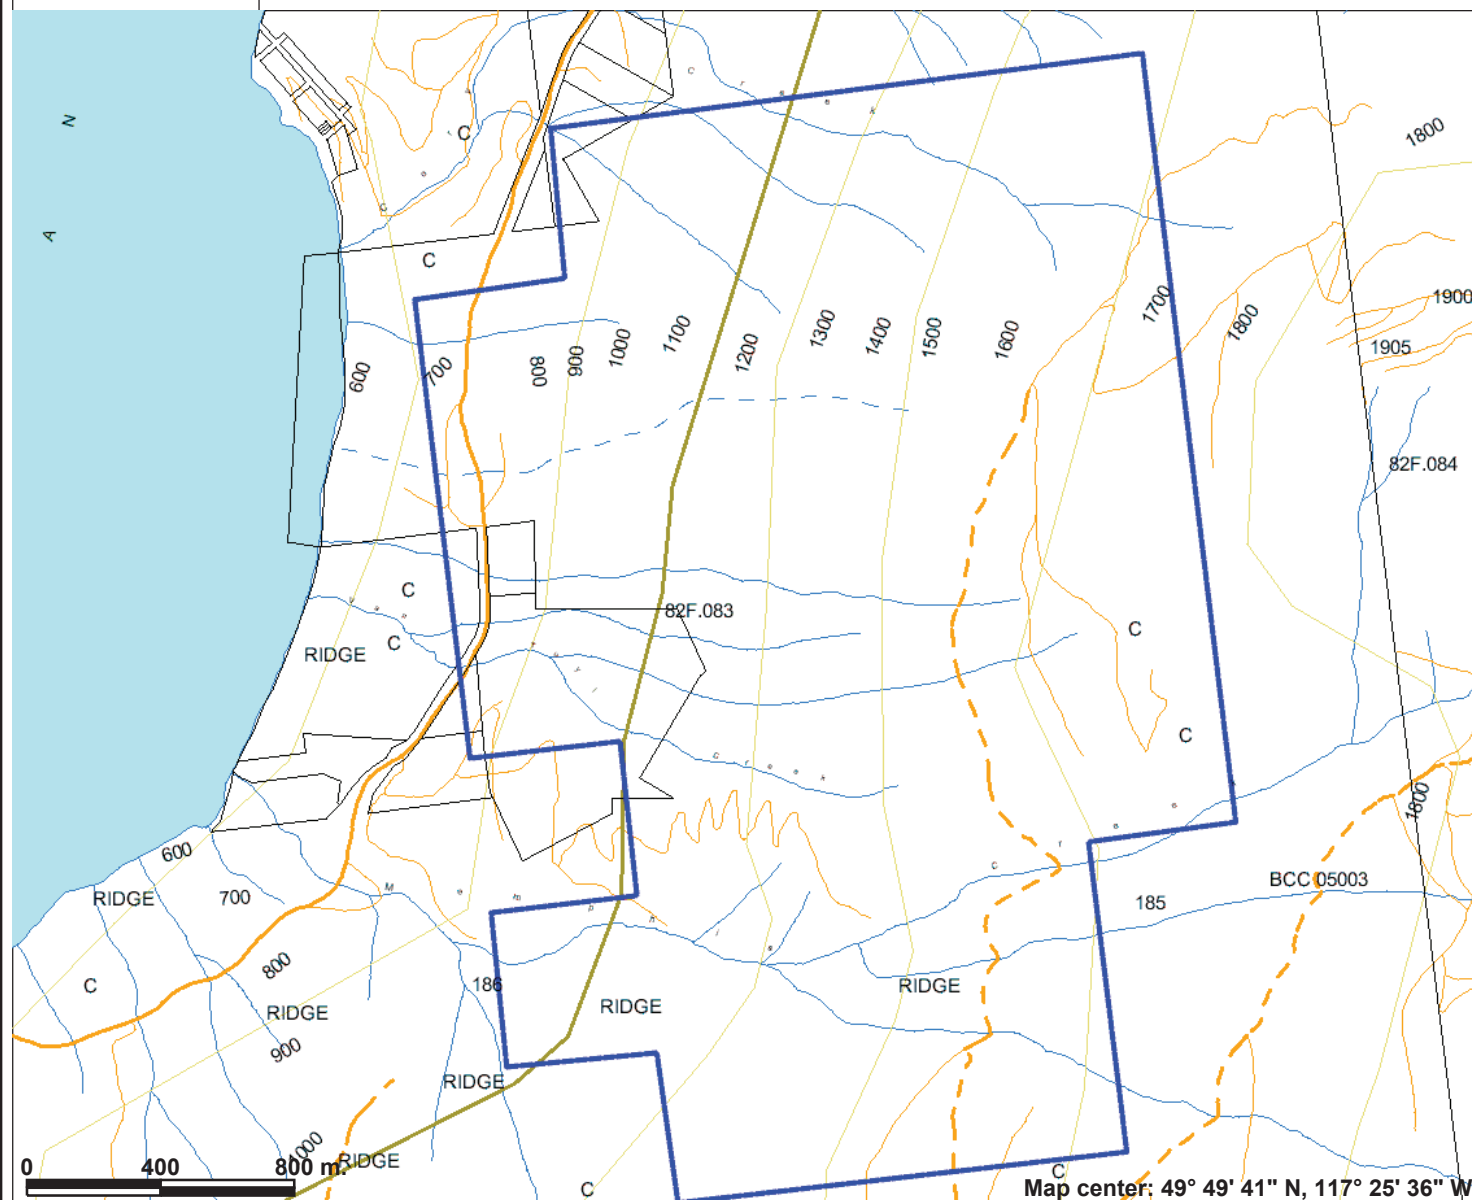 N
A
C
C r e e k
C r e e
C
1800
1900
1905
600
700
800
900
1000
1100
1200
1300
1400
1500
1600
1700
1800
82F.084
C
V a n
C
RIDGE
82F.083
T a y l
C r e e k
C
C
1800
600
RIDGE
700
M e m p h i s
C r e e k
BCC 05003
185
C
800
186
RIDGE
RIDGE
RIDGE
900
RIDGE
1000
RIDGE
C
C
0 400 800 m.
Map center: 49° 49' 41" N, 117° 25' 36" W